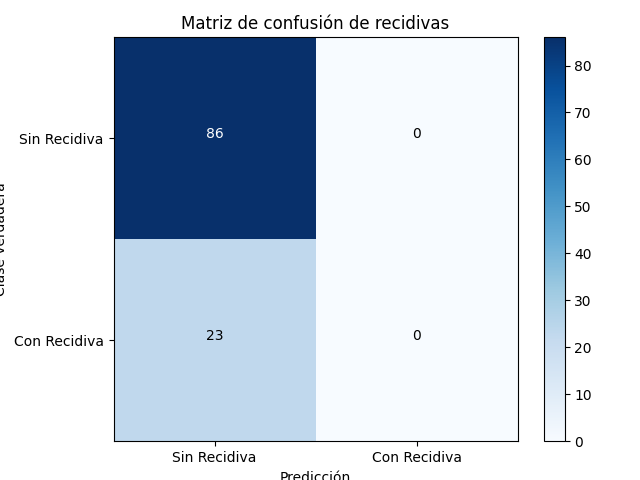 Matriz de confusión de recidivas
Sin Recidiva
86
0
Con Recidiva
23
0
Sin Recidiva
Con Recidiva
Predicción
80
70
60
50
40
30
20
10
0